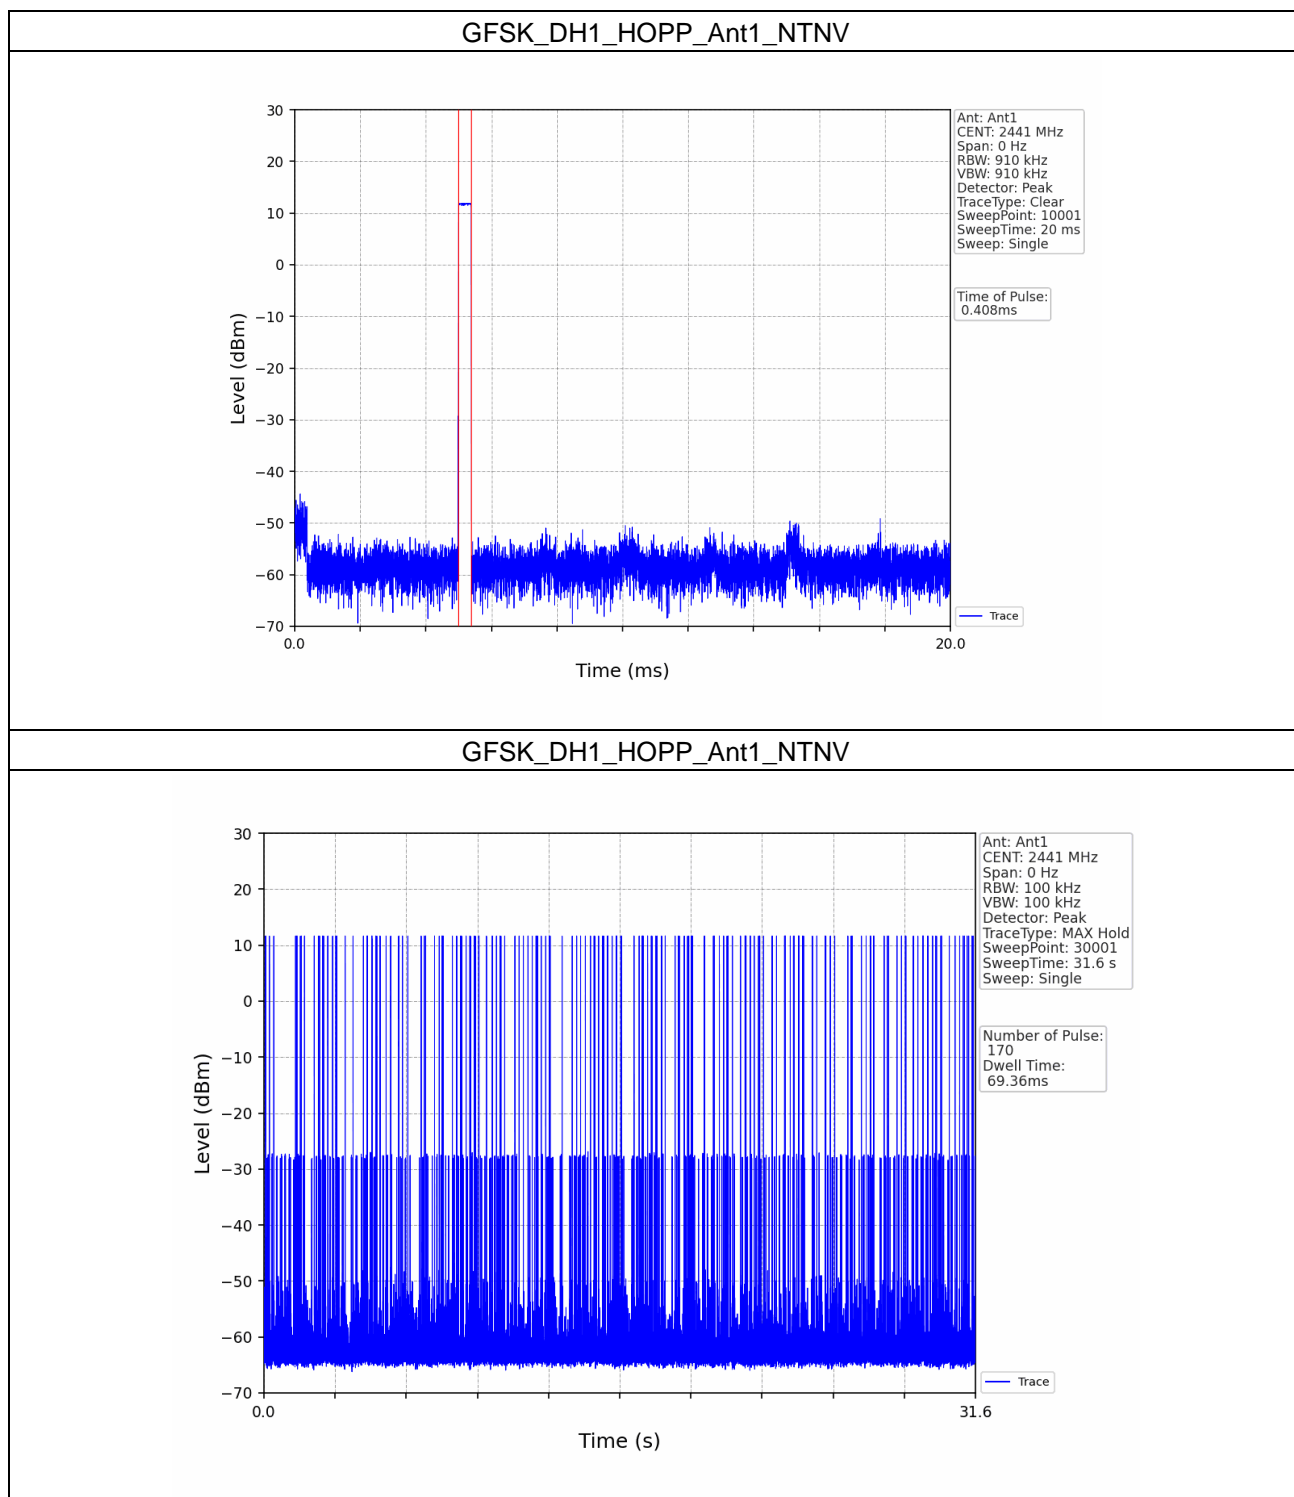 GFSK_DH1_HOPP_Ant1_NTNV
30
20
10
0
−10
−20
−30
−40
−50
−60
−70
Level (dBm)
0.0
20.0
Time (ms)
Ant: Ant1
CENT: 2441 MHz
Span: 0 Hz
RBW: 910 kHz
VBW: 910 kHz
Detector: Peak
TraceType: Clear
SweepPoint: 10001
SweepTime: 20 ms
Sweep: Single
Time of Pulse:
0.408ms
Trace
GFSK_DH1_HOPP_Ant1_NTNV
30
20
10
0
−10
−20
−30
−40
−50
−60
−70
Level (dBm)
0.0
31.6
Time (s)
Ant: Ant1
CENT: 2441 MHz
Span: 0 Hz
RBW: 100 kHz
VBW: 100 kHz
Detector: Peak
TraceType: MAX Hold
SweepPoint: 30001
SweepTime: 31.6 s
Sweep: Single
Number of Pulse:
170
Dwell Time:
69.36ms
Trace